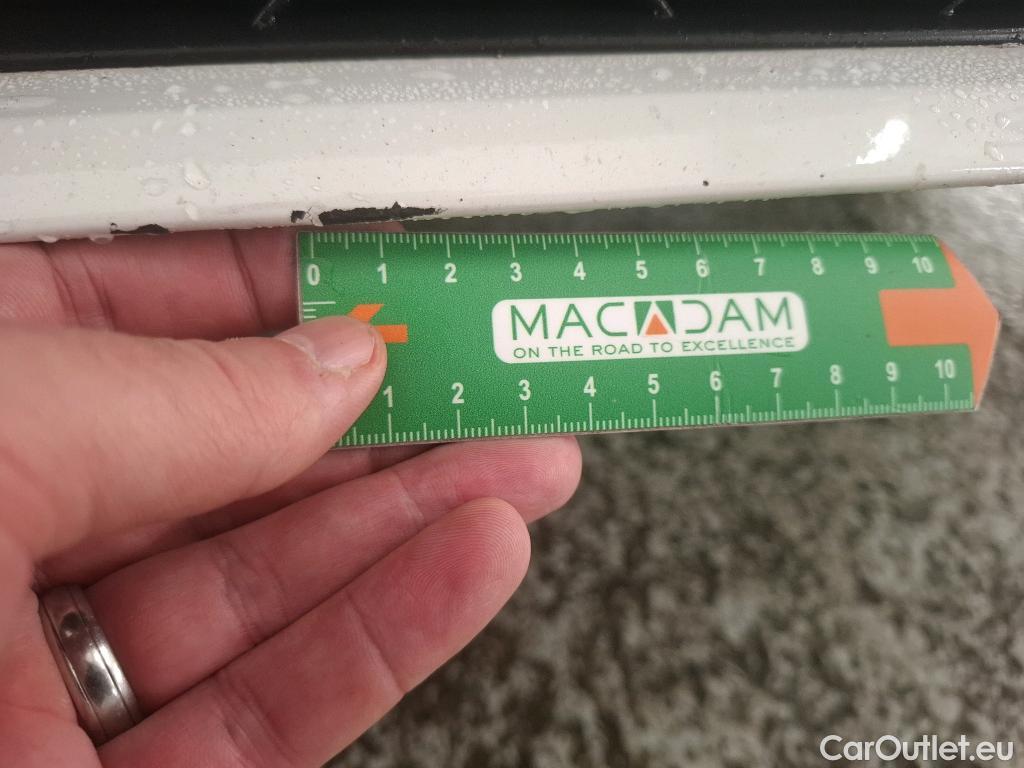 0 1 2 3 4 5 6 7 8 9 10
MACADAM
ON THE ROAD TO EXCELLENCE
1 2 3 4 5 6 7 8 9 10
CarOutlet.eu